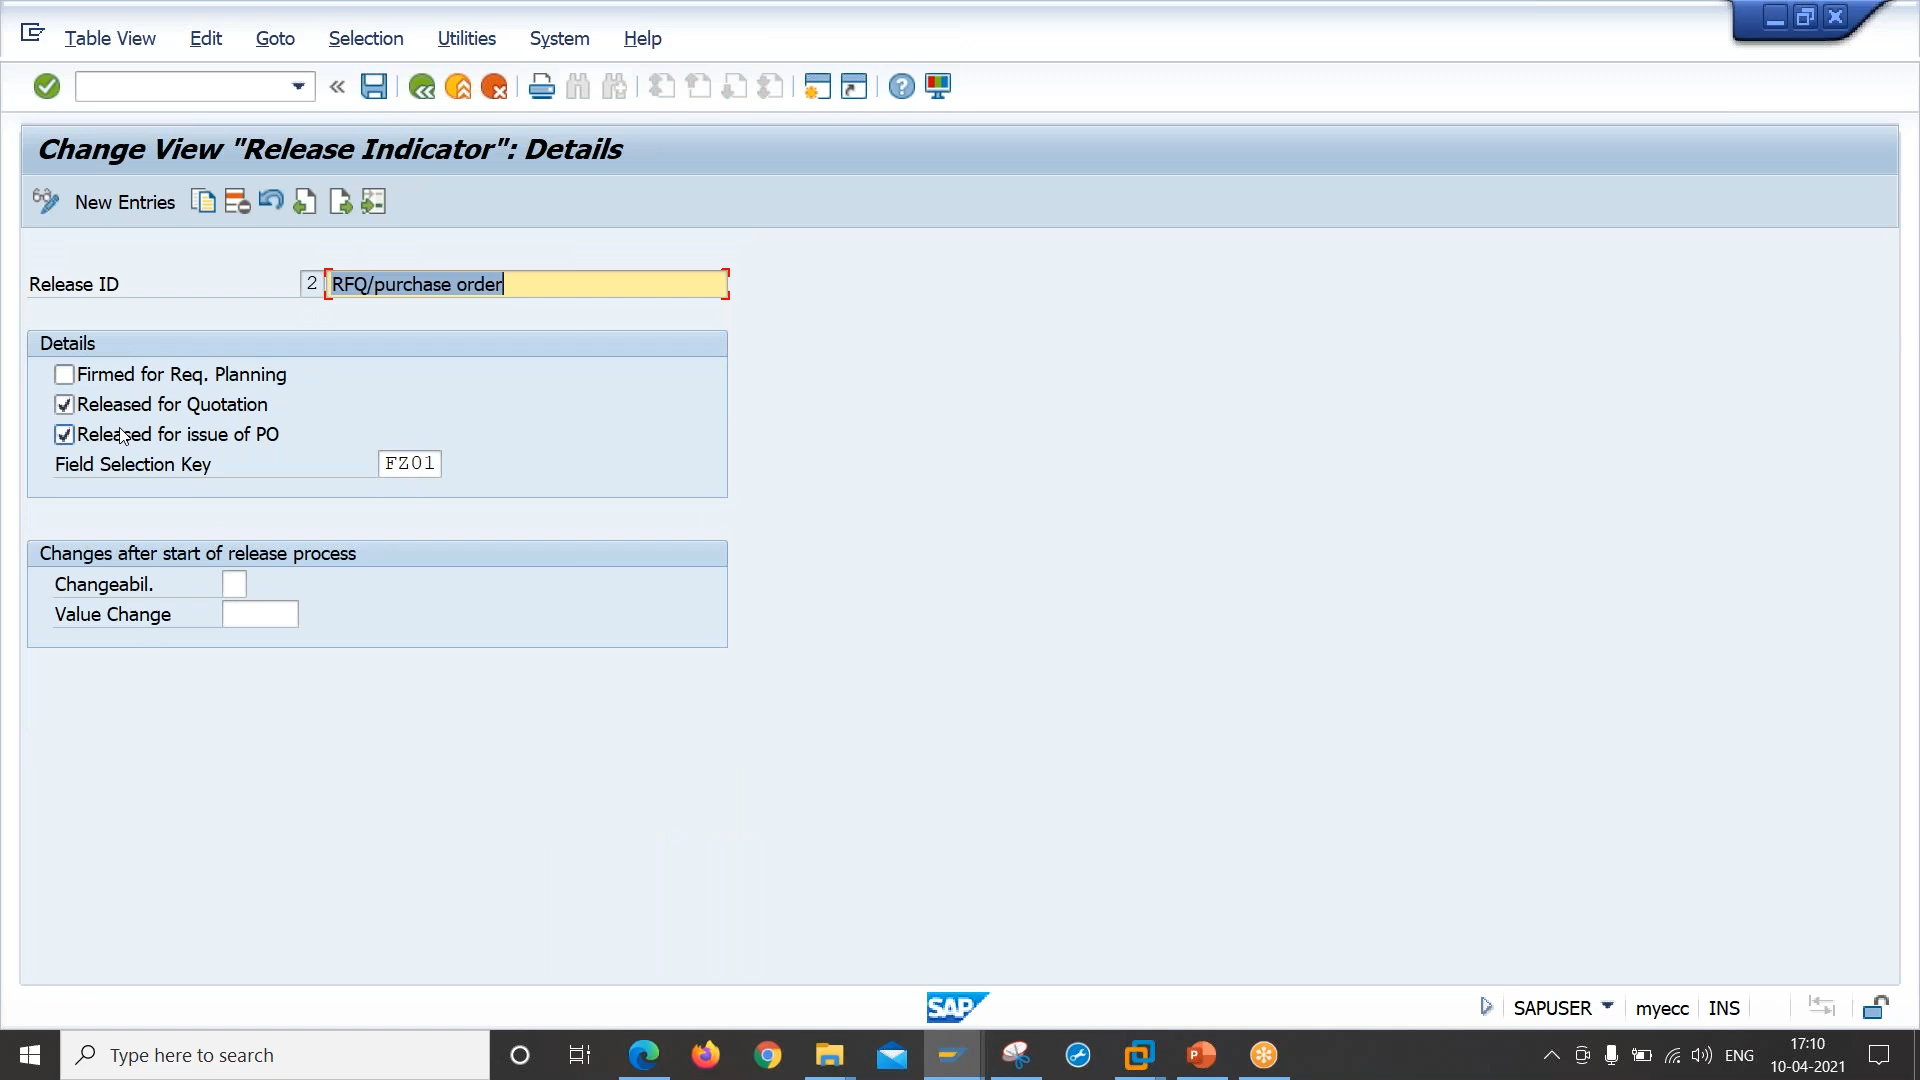 Table View Edit Goto Selection Utilities System Help
Change View "Release Indicator": Details
New Entries
Release ID 2 RFQ/purchase order
Details
Firmed for Req. Planning
Released for Quotation
Released for issue of PO
Field Selection Key FZ01
Changes after start of release process
Changeabil.
Value Change
SAP SAPUSER myecc INS
Type here to search ENG 17:10
10-04-2021